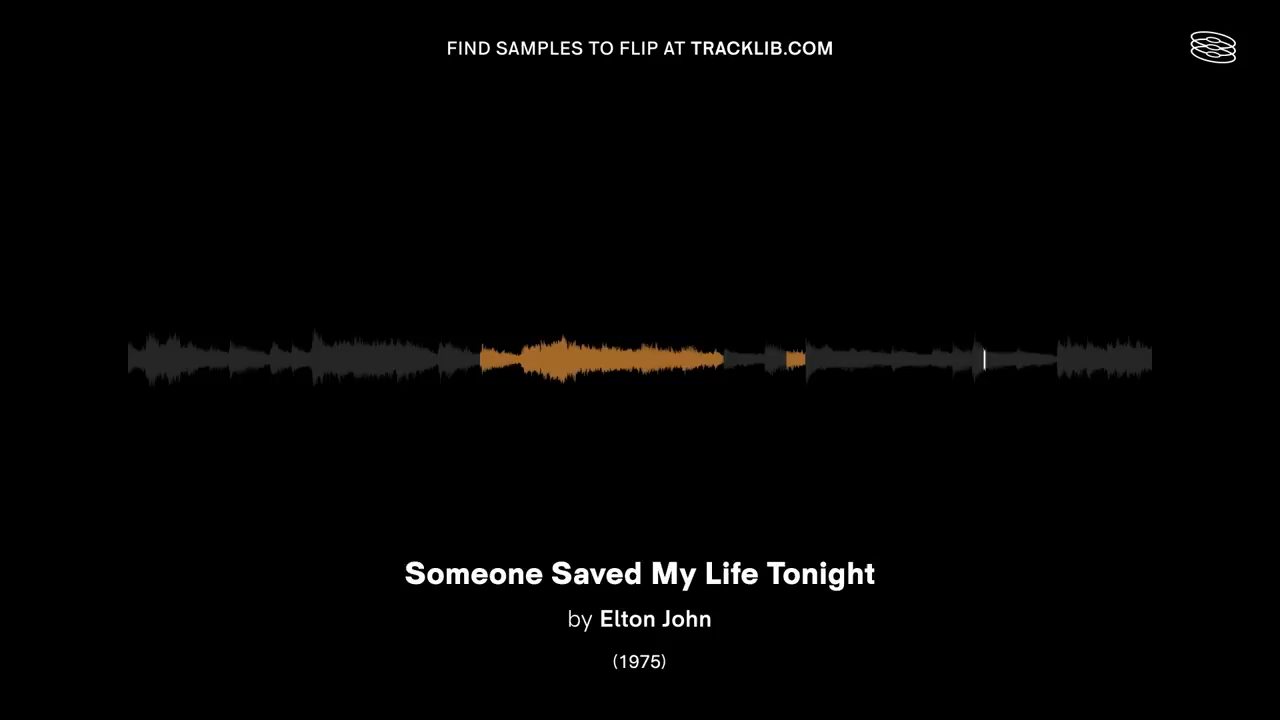 FIND SAMPLES TO FLIP AT TRACKLIB.COM
Someone Saved My Life Tonight
by Elton John
(1975)